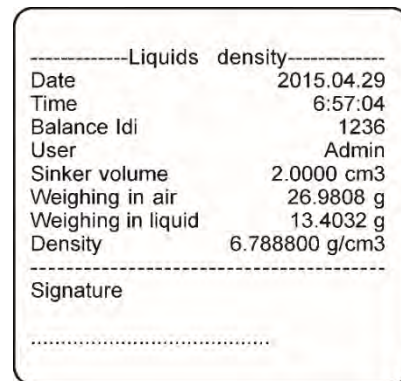 -------------Liquids density-------------
Date 2015.04.29
Time 6:57:04
Balance Idi 1236
User Admin
Sinker volume 2.0000 cm3
Weighing in air 26.9808 g
Weighing in liquid 13.4032 g
Density 6.788800 g/cm3
-----------------------------------------
Signature
........................................